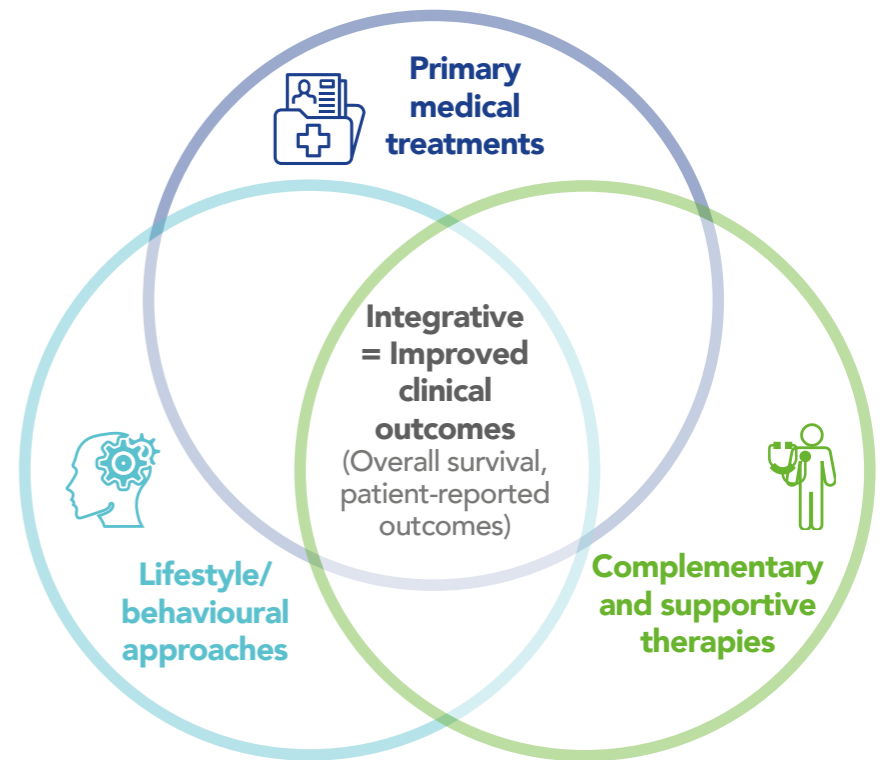 Primary
medical
treatments
Integrative
= Improved
clinical
outcomes
(Overall survival,
patient-reported
outcomes)
Lifestyle/
behavioural
approaches
Complementary
and supportive
therapies